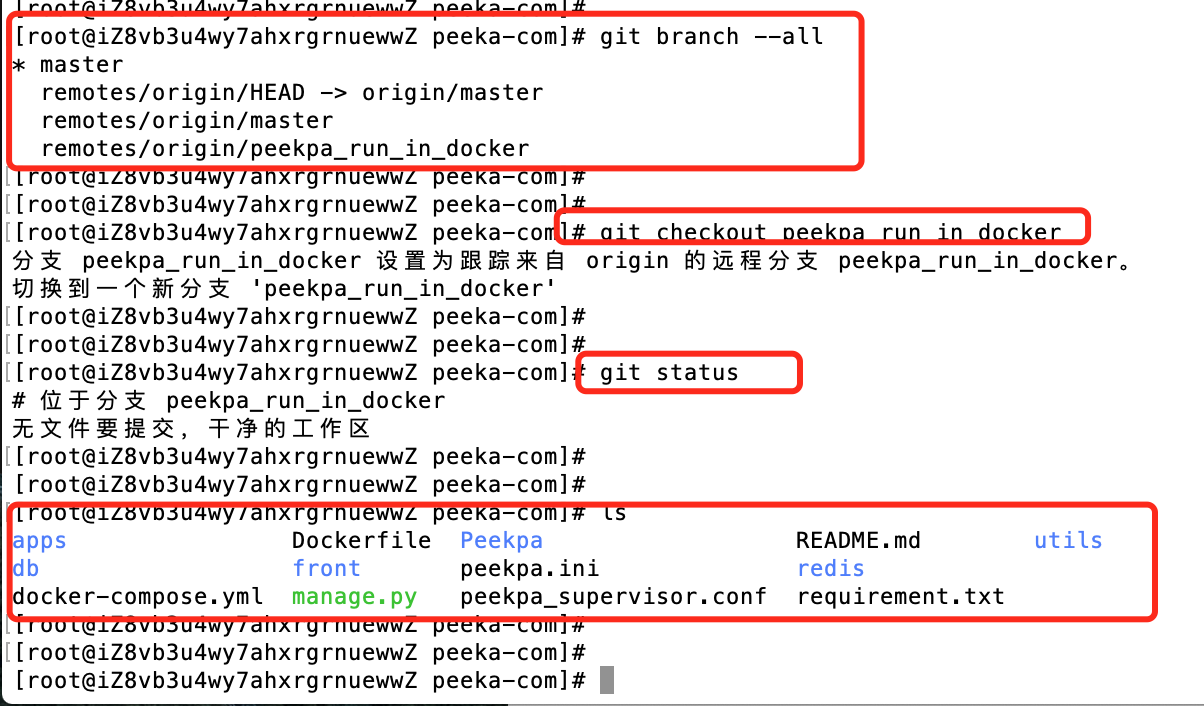 [root@iZ8vb3u4wy7ahxrgrnuewwZ peeka-com]#
[root@iZ8vb3u4wy7ahxrgrnuewwZ peeka-com]# git branch --all
* master
  remotes/origin/HEAD -> origin/master
  remotes/origin/master
  remotes/origin/peekpa_run_in_docker
[[root@iZ8vb3u4wy7ahxrgrnuewwZ peeka-com]#
[[root@iZ8vb3u4wy7ahxrgrnuewwZ peeka-com]#
[[root@iZ8vb3u4wy7ahxrgrnuewwZ peeka-com]# git checkout peekpa_run_in_docker
分支 peekpa_run_in_docker 设置为跟踪来自 origin 的远程分支 peekpa_run_in_docker。
切换到一个新分支 'peekpa_run_in_docker'
[[root@iZ8vb3u4wy7ahxrgrnuewwZ peeka-com]#
[[root@iZ8vb3u4wy7ahxrgrnuewwZ peeka-com]#
[[root@iZ8vb3u4wy7ahxrgrnuewwZ peeka-com]# git status
# 位于分支 peekpa_run_in_docker
无文件要提交，干净的工作区
[[root@iZ8vb3u4wy7ahxrgrnuewwZ peeka-com]#
[root@iZ8vb3u4wy7ahxrgrnuewwZ peeka-com]#
[[root@iZ8vb3u4wy7ahxrgrnuewwZ peeka-com]# ls
apps                Dockerfile  Peekpa                  README.md       utils
db                  front       peekpa.ini              redis
docker-compose.yml  manage.py   peekpa_supervisor.conf  requirement.txt
[[root@iZ8vb3u4wy7ahxrgrnuewwZ peeka-com]#
[[root@iZ8vb3u4wy7ahxrgrnuewwZ peeka-com]#
[root@iZ8vb3u4wy7ahxrgrnuewwZ peeka-com]#